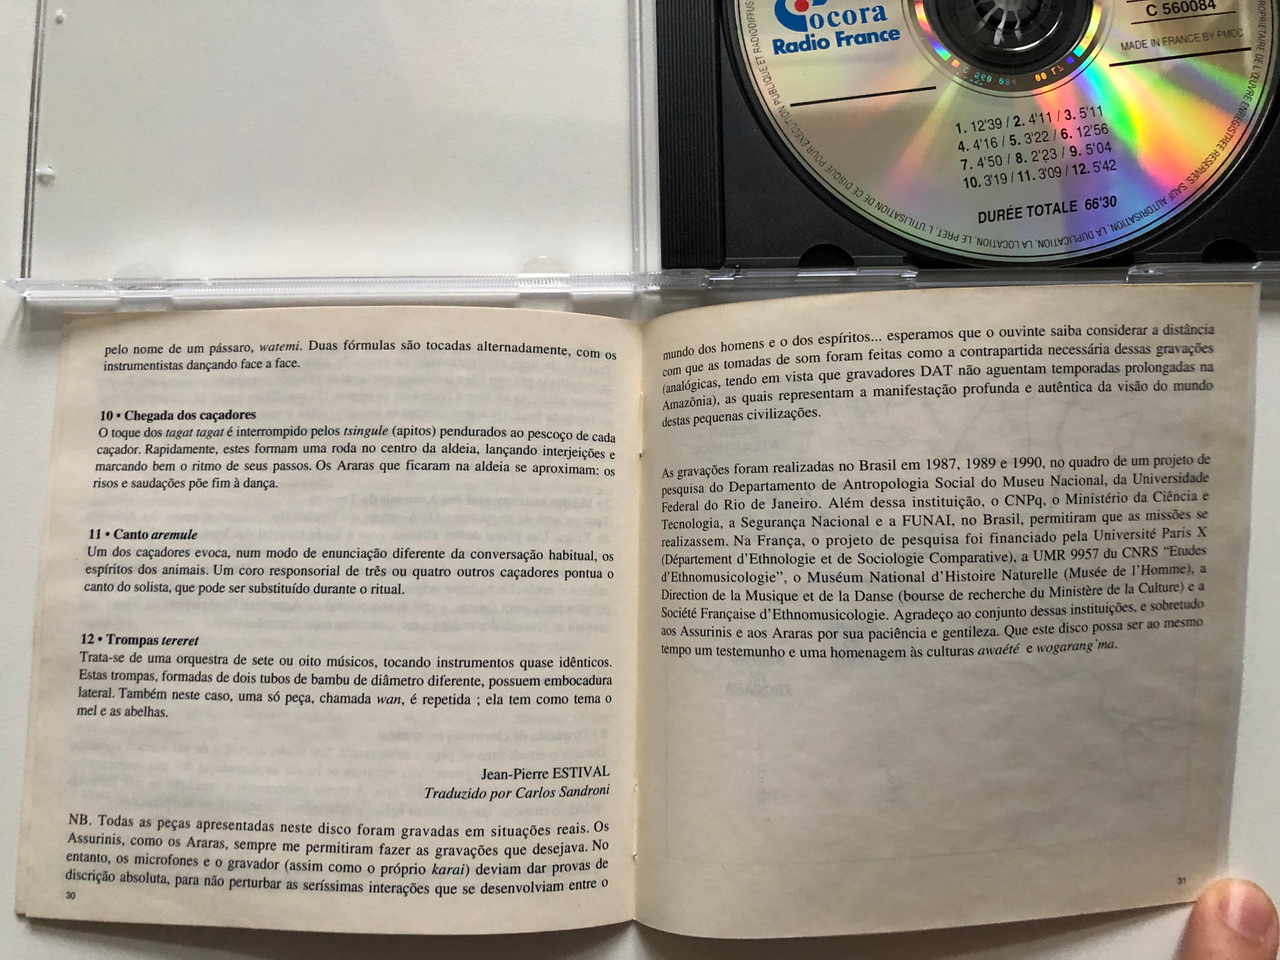 ocora
Radio France
C 560084
MADE IN FRANCE BY PMDC
1. 12'39 / 2. 4'11 / 3. 5'11
4. 4'16 / 5. 3'22 / 6. 12'56
7. 4'50 / 8. 2'23 / 9. 5'04
10. 3'19 / 11. 3'09 / 12. 5'42
DURÉE TOTALE 66'30
PROPRIETAIRE DE L'ŒUVRE ENREGISTREE RESERVES. SAUF AUTORISATION, LA DUPLICATION, LA LOCATION, LE PRET, L'UTILISATION DE CE DISQUE POUR EXECUTION PUBLIQUE ET RADIODIFFUS
pelo nome de um pássaro, watemi. Duas fórmulas são tocadas alternadamente, com os
instrumentistas dançando face a face.
10 • Chegada dos caçadores
O toque dos tagat tagat é interrompido pelos tsingule (apitos) pendurados ao pescoço de cada
caçador. Rapidamente, estes formam uma roda no centro da aldeia, lançando interjeições e
marcando bem o ritmo de seus passos. Os Araras que ficaram na aldeia se aproximam: os
risos e saudações põe fim à dança.
11 • Canto aremule
Um dos caçadores evoca, num modo de enunciação diferente da conversação habitual, os
espíritos dos animais. Um coro responsorial de três ou quatro outros caçadores pontua o
canto do solista, que pode ser substituído durante o ritual.
12 • Trompas tereret
Trata-se de uma orquestra de sete ou oito músicos, tocando instrumentos quase idênticos.
Estas trompas, formadas de dois tubos de bambu de diâmetro diferente, possuem embocadura
lateral. Também neste caso, uma só peça, chamada wan, é repetida ; ela tem como tema o
mel e as abelhas.
Jean-Pierre ESTIVAL
Traduzido por Carlos Sandroni
NB. Todas as peças apresentadas neste disco foram gravadas em situações reais. Os
Assurinis, como os Araras, sempre me permitiram fazer as gravações que desejava. No
entanto, os microfones e o gravador (assim como o próprio karai) deviam dar provas de
discrição absoluta, para não perturbar as seríssimas interações que se desenvolviam entre o
30
mundo dos homens e o dos espíritos... esperamos que o ouvinte saiba considerar a distância
com que as tomadas de som foram feitas como a contrapartida necessária dessas gravações
(analógicas, tendo em vista que gravadores DAT não aguentam temporadas prolongadas na
Amazônia), as quais representam a manifestação profunda e autêntica da visão do mundo
destas pequenas civilizações.
As gravações foram realizadas no Brasil em 1987, 1989 e 1990, no quadro de um projeto de
pesquisa do Departamento de Antropologia Social do Museu Nacional, da Universidade
Federal do Rio de Janeiro. Além dessa instituição, o CNPq, o Ministério da Ciência e
Tecnologia, a Segurança Nacional e a FUNAI, no Brasil, permitiram que as missões se
realizassem. Na França, o projeto de pesquisa foi financiado pela Université Paris X
(Département d'Ethnologie et de Sociologie Comparative), a UMR 9957 du CNRS “Etudes
d'Ethnomusicologie”, o Muséum National d'Histoire Naturelle (Musée de l'Homme), a
Direction de la Musique et de la Danse (bourse de recherche du Ministère de la Culture) e a
Société Française d'Ethnomusicologie. Agradeço ao conjunto dessas instituições, e sobretudo
aos Assurinis e aos Araras por sua paciência e gentileza. Que este disco possa ser ao mesmo
tempo um testemunho e uma homenagem às culturas awaété e wogarang'ma.
31